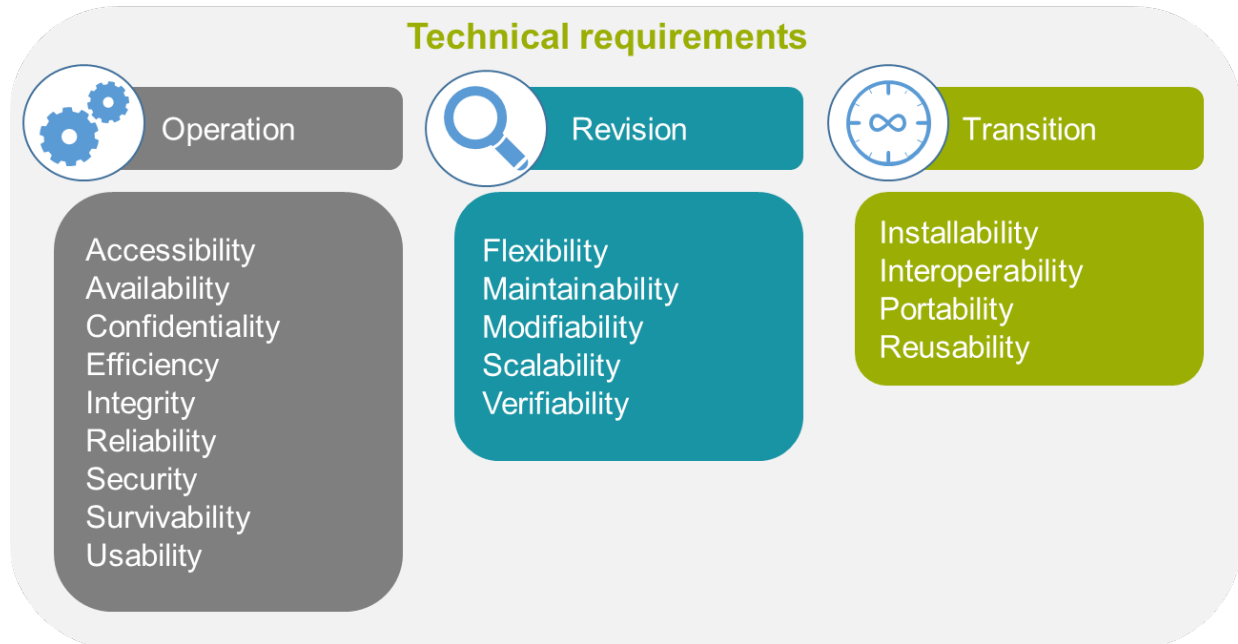 Technical requirements
Operation
Accessibility
Availability
Confidentiality
Efficiency
Integrity
Reliability
Security
Survivability
Usability
Revision
Flexibility
Maintainability
Modifiability
Scalability
Verifiability
Transition
Installability
Interoperability
Portability
Reusability